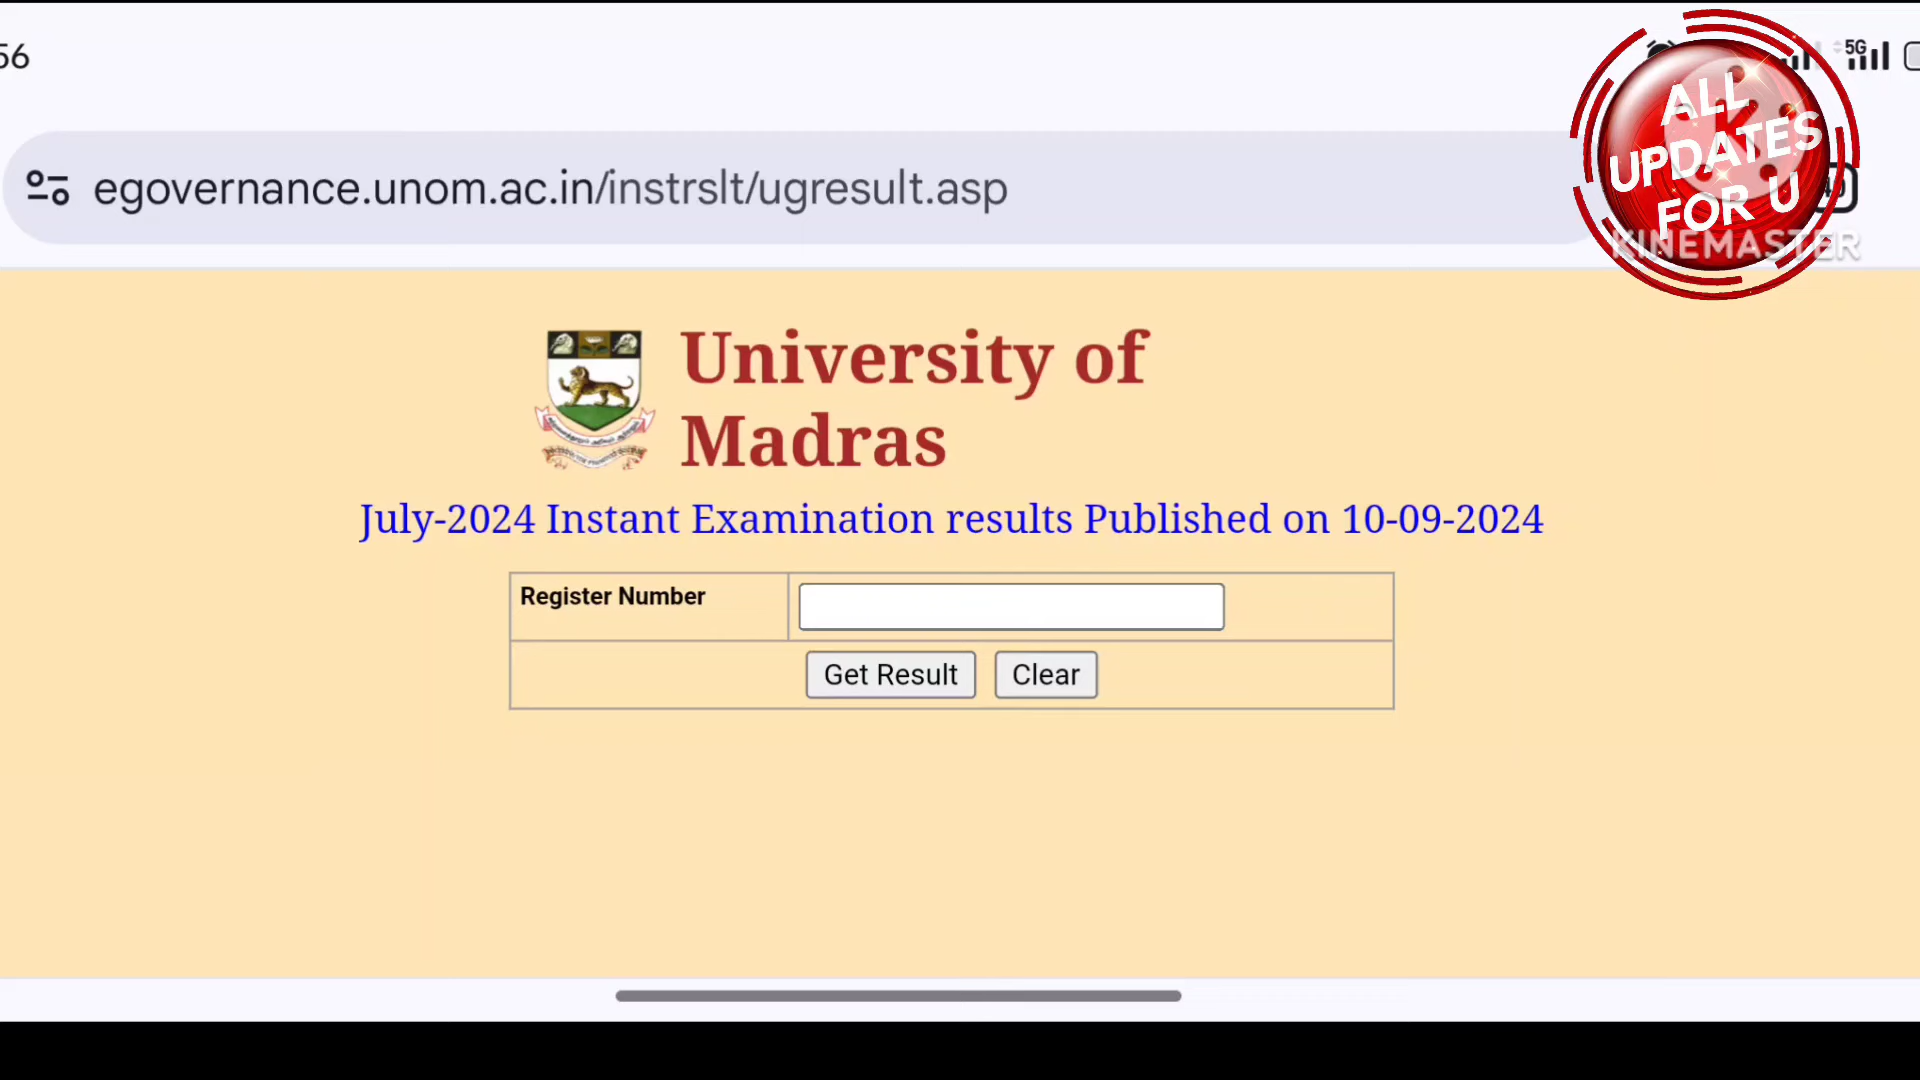 56
5G
ALL
UPDATES
FOR U
KINEMASTER
egovernance.unom.ac.in/instrslt/ugresult.asp
University of
Madras
July-2024 Instant Examination results Published on 10-09-2024
Register Number
Get Result
Clear